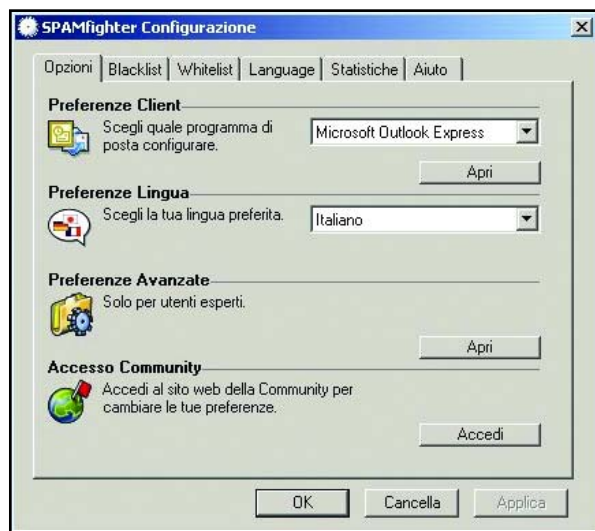 SPAMfighter Configurazione
Opzioni Blacklist Whitelist Language Statistiche Aiuto
Preferenze Client
Scegli quale programma di
posta configurare.
Microsoft Outlook Express
Apri
Preferenze Lingua
Scegli la tua lingua preferita.
Italiano
Preferenze Avanzate
Solo per utenti esperti.
Apri
Accesso Community
Accedi al sito web della Community per
cambiare le tue preferenze.
Accedi
OK Cancella Applica